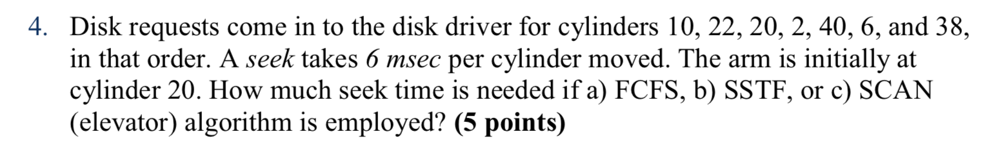 4. Disk requests come in to the disk driver for cylinders 10, 22, 20, 2, 40, 6, and 38,
in that order. A seek takes 6 msec per cylinder moved. The arm is initially at
cylinder 20. How much seek time is needed if a) FCFS, b) SSTF, or c) SCAN
(elevator) algorithm is employed? (5 points)